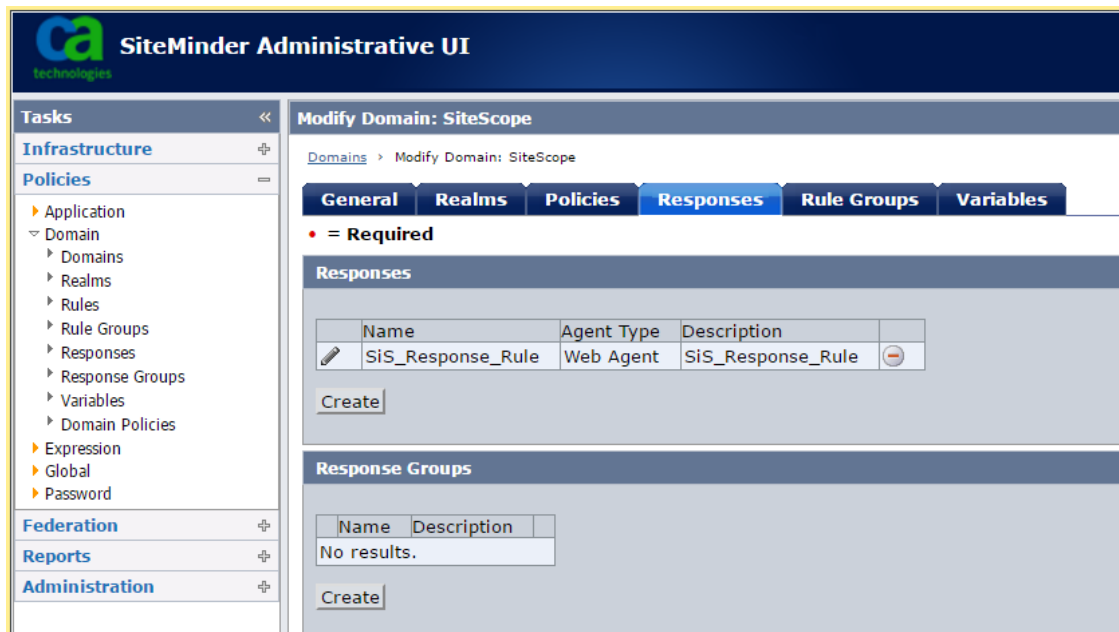 ca
technologies
SiteMinder Administrative UI
Tasks «
Infrastructure
Policies
Application
Domain
Domains
Realms
Rules
Rule Groups
Responses
Response Groups
Variables
Domain Policies
Expression
Global
Password
Federation
Reports
Administration
Modify Domain: SiteScope
Domains › Modify Domain: SiteScope
General Realms Policies Responses Rule Groups Variables
• = Required
Responses
Name Agent Type Description
SiS_Response_Rule Web Agent SiS_Response_Rule
Create
Response Groups
Name Description
No results.
Create